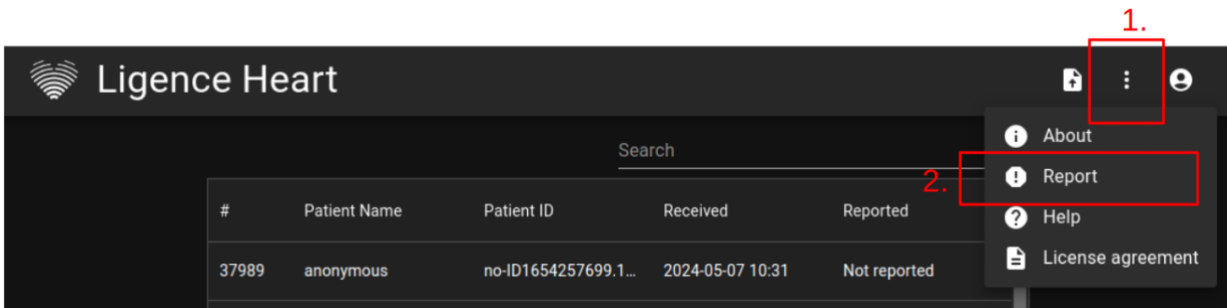 1.
Ligence Heart
About
Search
2.
Report
# Patient Name Patient ID Received Reported
Help
37989 anonymous no-ID1654257699.1... 2024-05-07 10:31 Not reported
License agreement